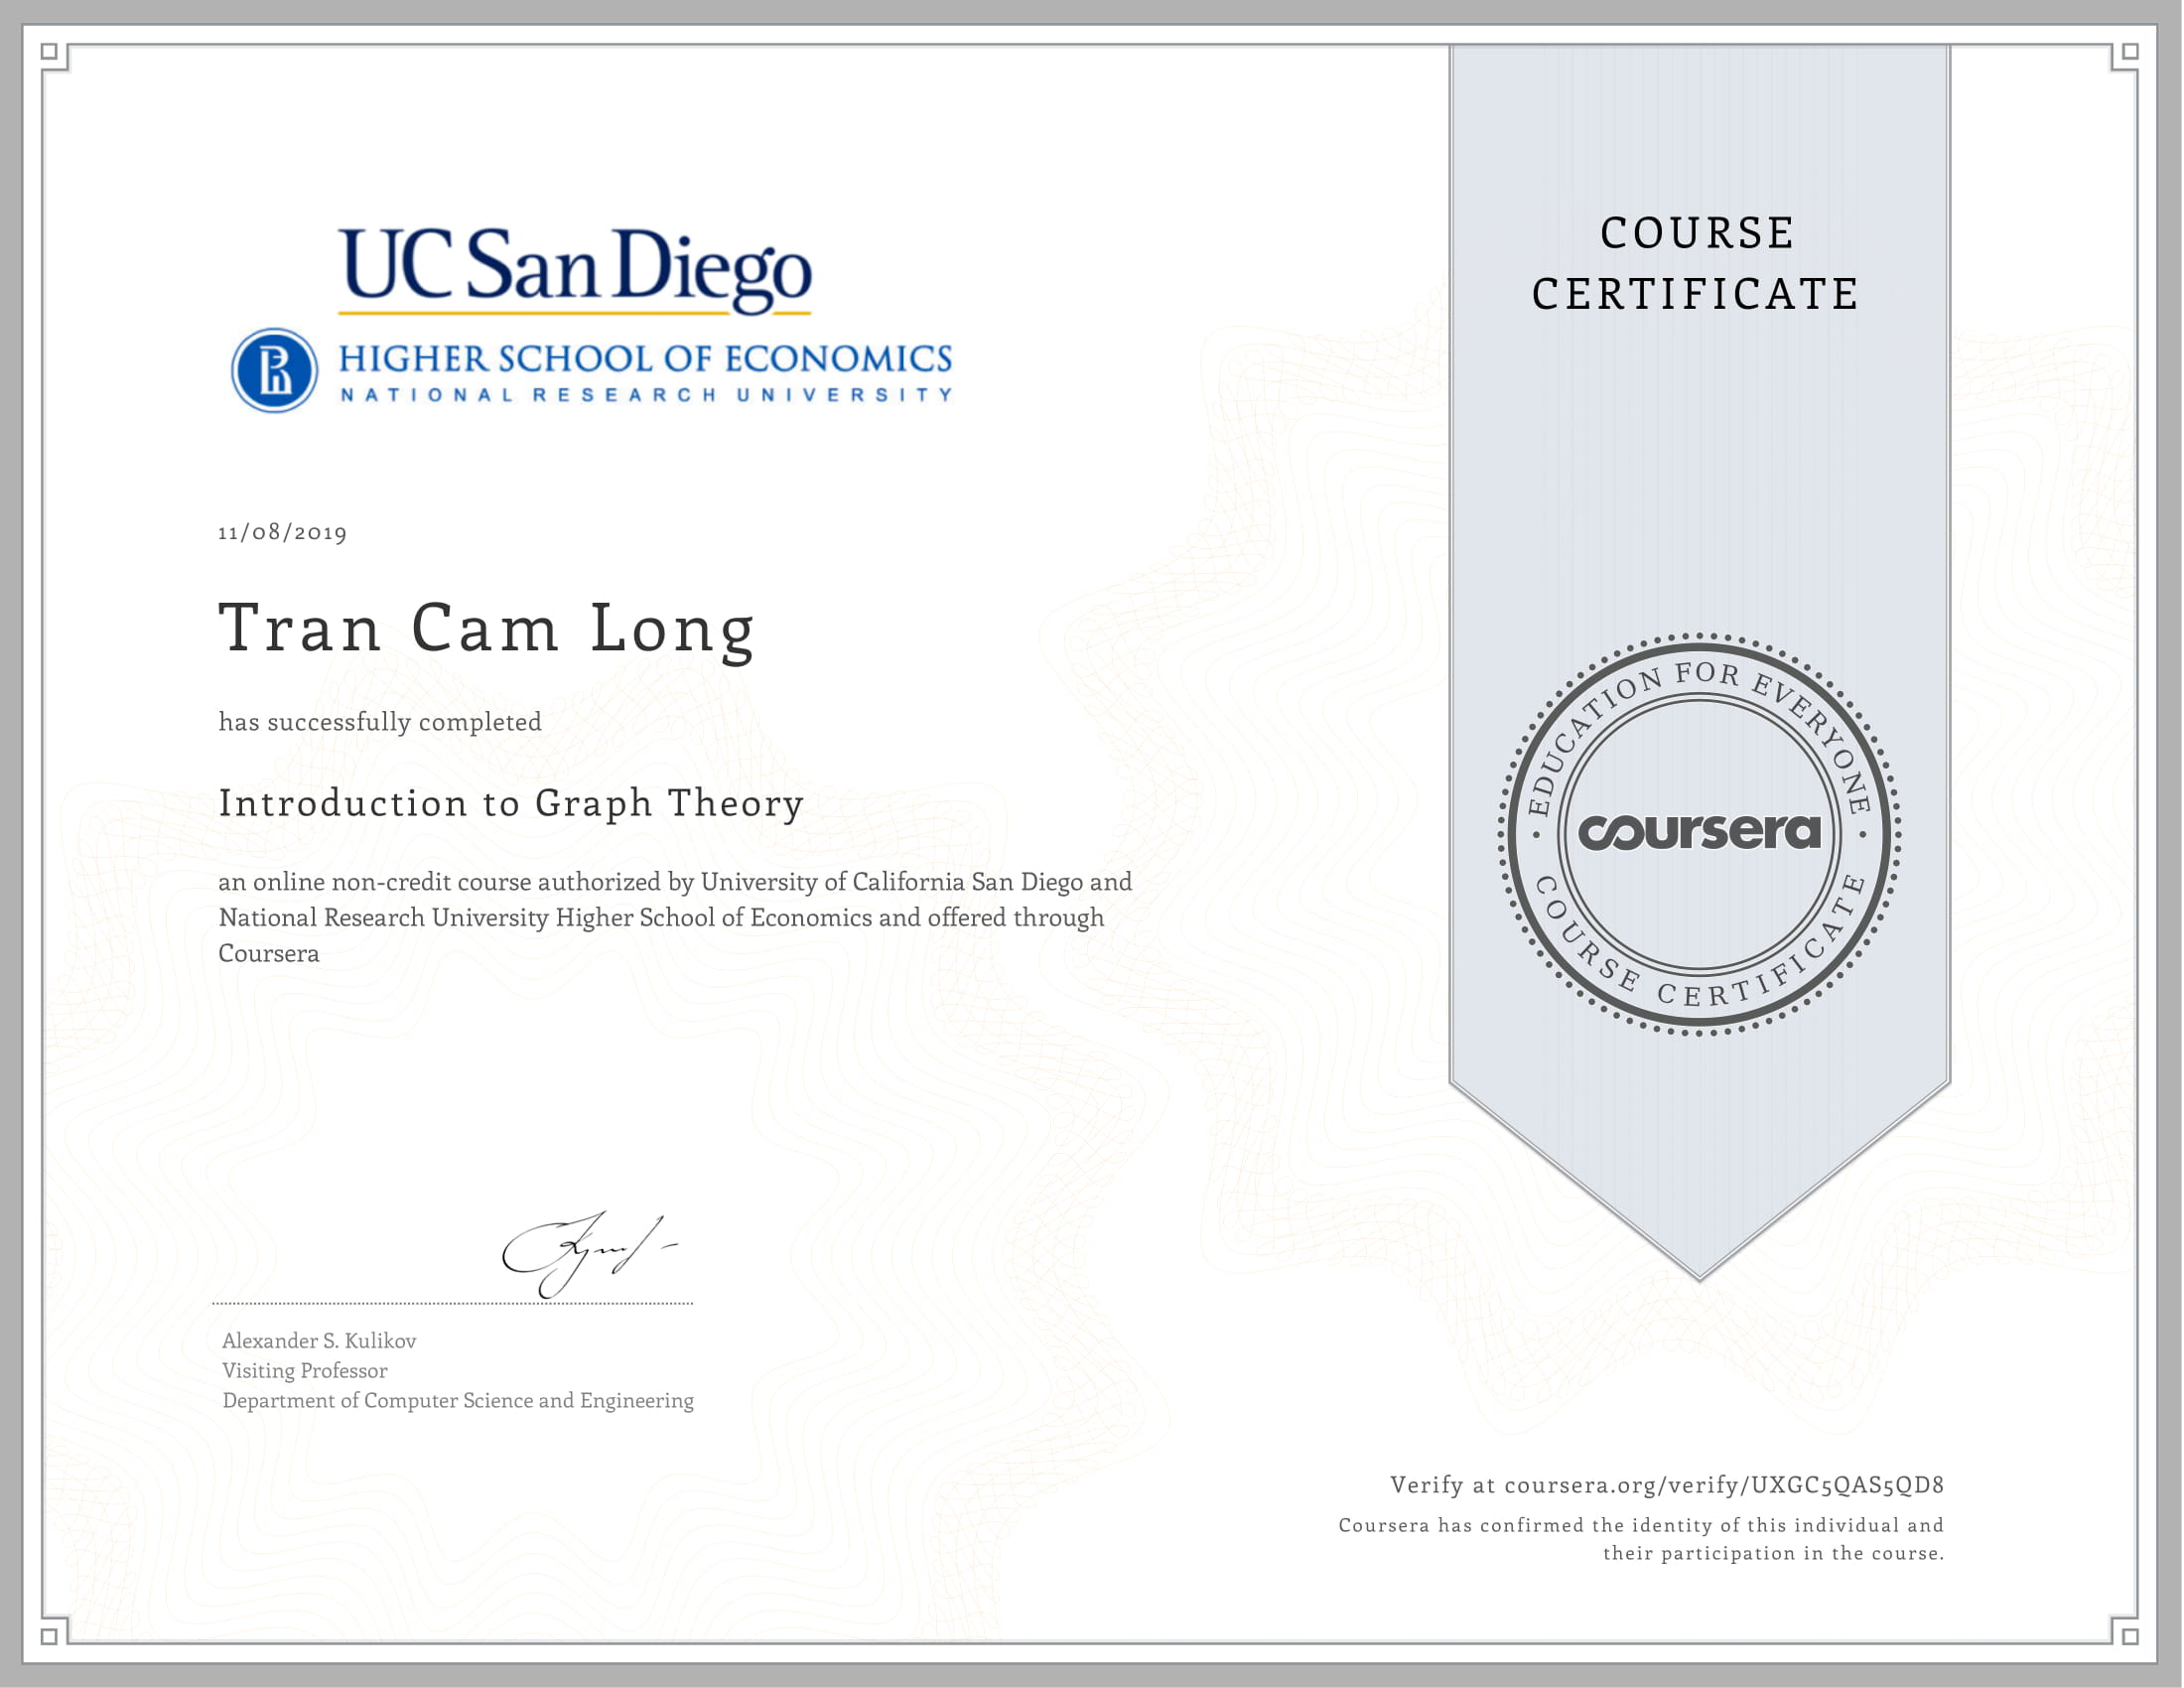 UC San Diego
HIGHER SCHOOL OF ECONOMICS
NATIONAL RESEARCH UNIVERSITY
11/08/2019
Tran Cam Long
has successfully completed
Introduction to Graph Theory
an online non-credit course authorized by University of California San Diego and
National Research University Higher School of Economics and offered through
Coursera
Alexander S. Kulikov
Visiting Professor
Department of Computer Science and Engineering
COURSE
CERTIFICATE
EDUCATION FOR EVERYONE
coursera
COURSE CERTIFICATE
Verify at coursera.org/verify/UXGC5QAS5QD8
Coursera has confirmed the identity of this individual and
their participation in the course.